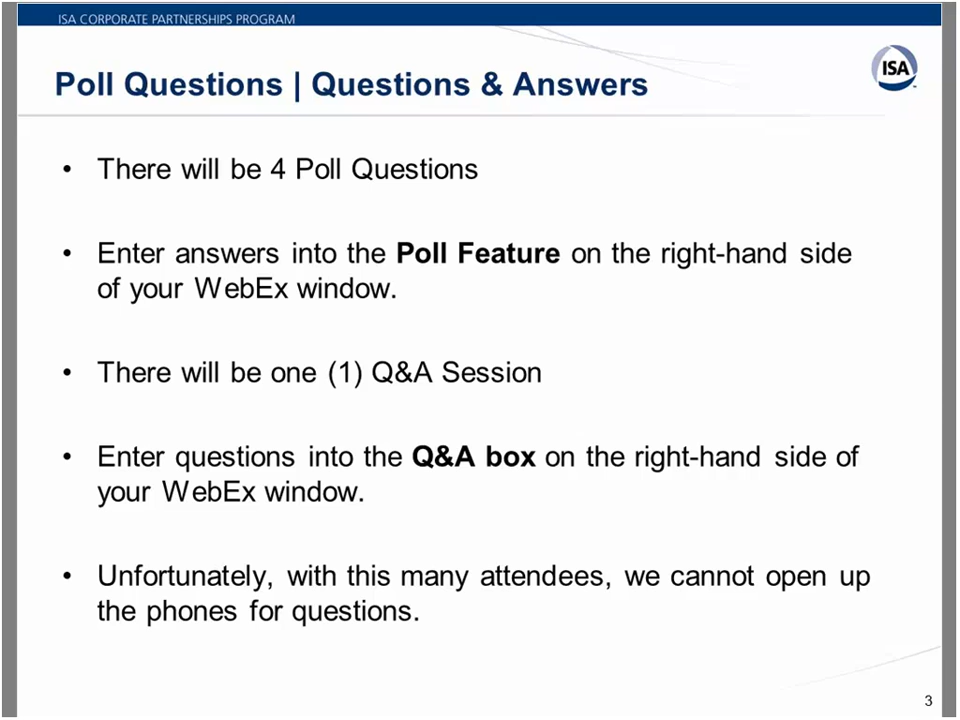 ISA CORPORATE PARTNERSHIPS PROGRAM
Poll Questions | Questions & Answers
ISA
• There will be 4 Poll Questions
• Enter answers into the Poll Feature on the right-hand side
of your WebEx window.
• There will be one (1) Q&A Session
• Enter questions into the Q&A box on the right-hand side of
your WebEx window.
• Unfortunately, with this many attendees, we cannot open up
the phones for questions.
3